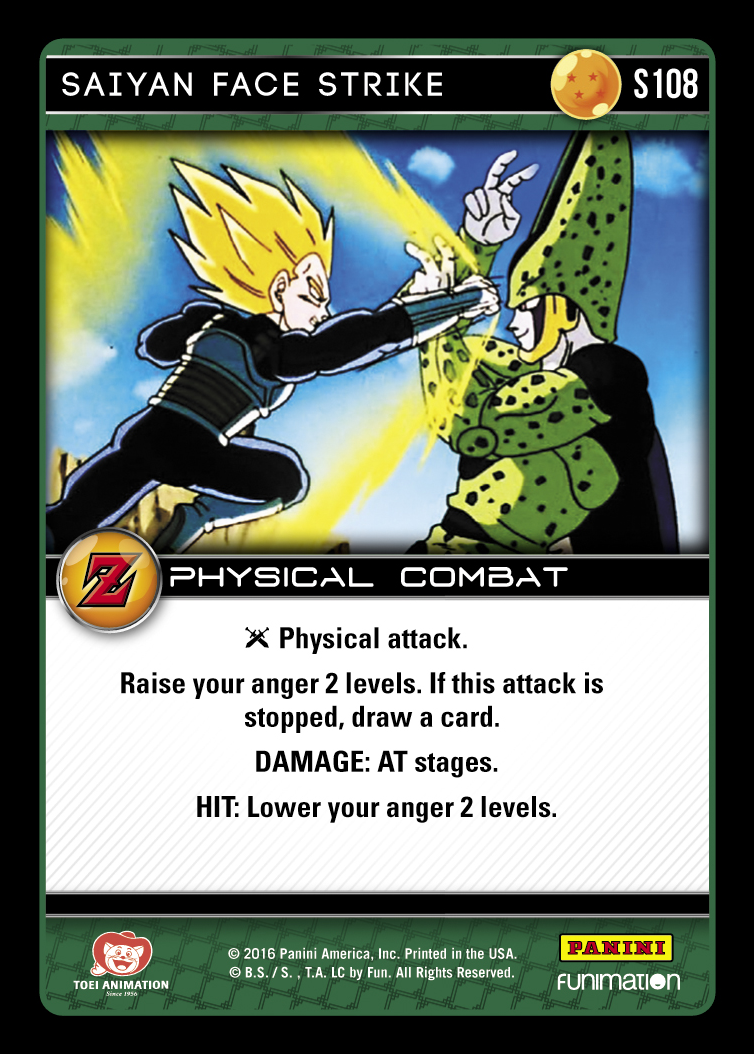 SAIYAN FACE STRIKE
S108
Z
PHYSICAL COMBAT
Physical attack.
Raise your anger 2 levels. If this attack is
stopped, draw a card.
DAMAGE: AT stages.
HIT: Lower your anger 2 levels.
TOEI ANIMATION
Since 1956
© 2016 Panini America, Inc. Printed in the USA.
© B.S. / S. , T.A. LC by Fun. All Rights Reserved.
PANINI
FUNIMATION